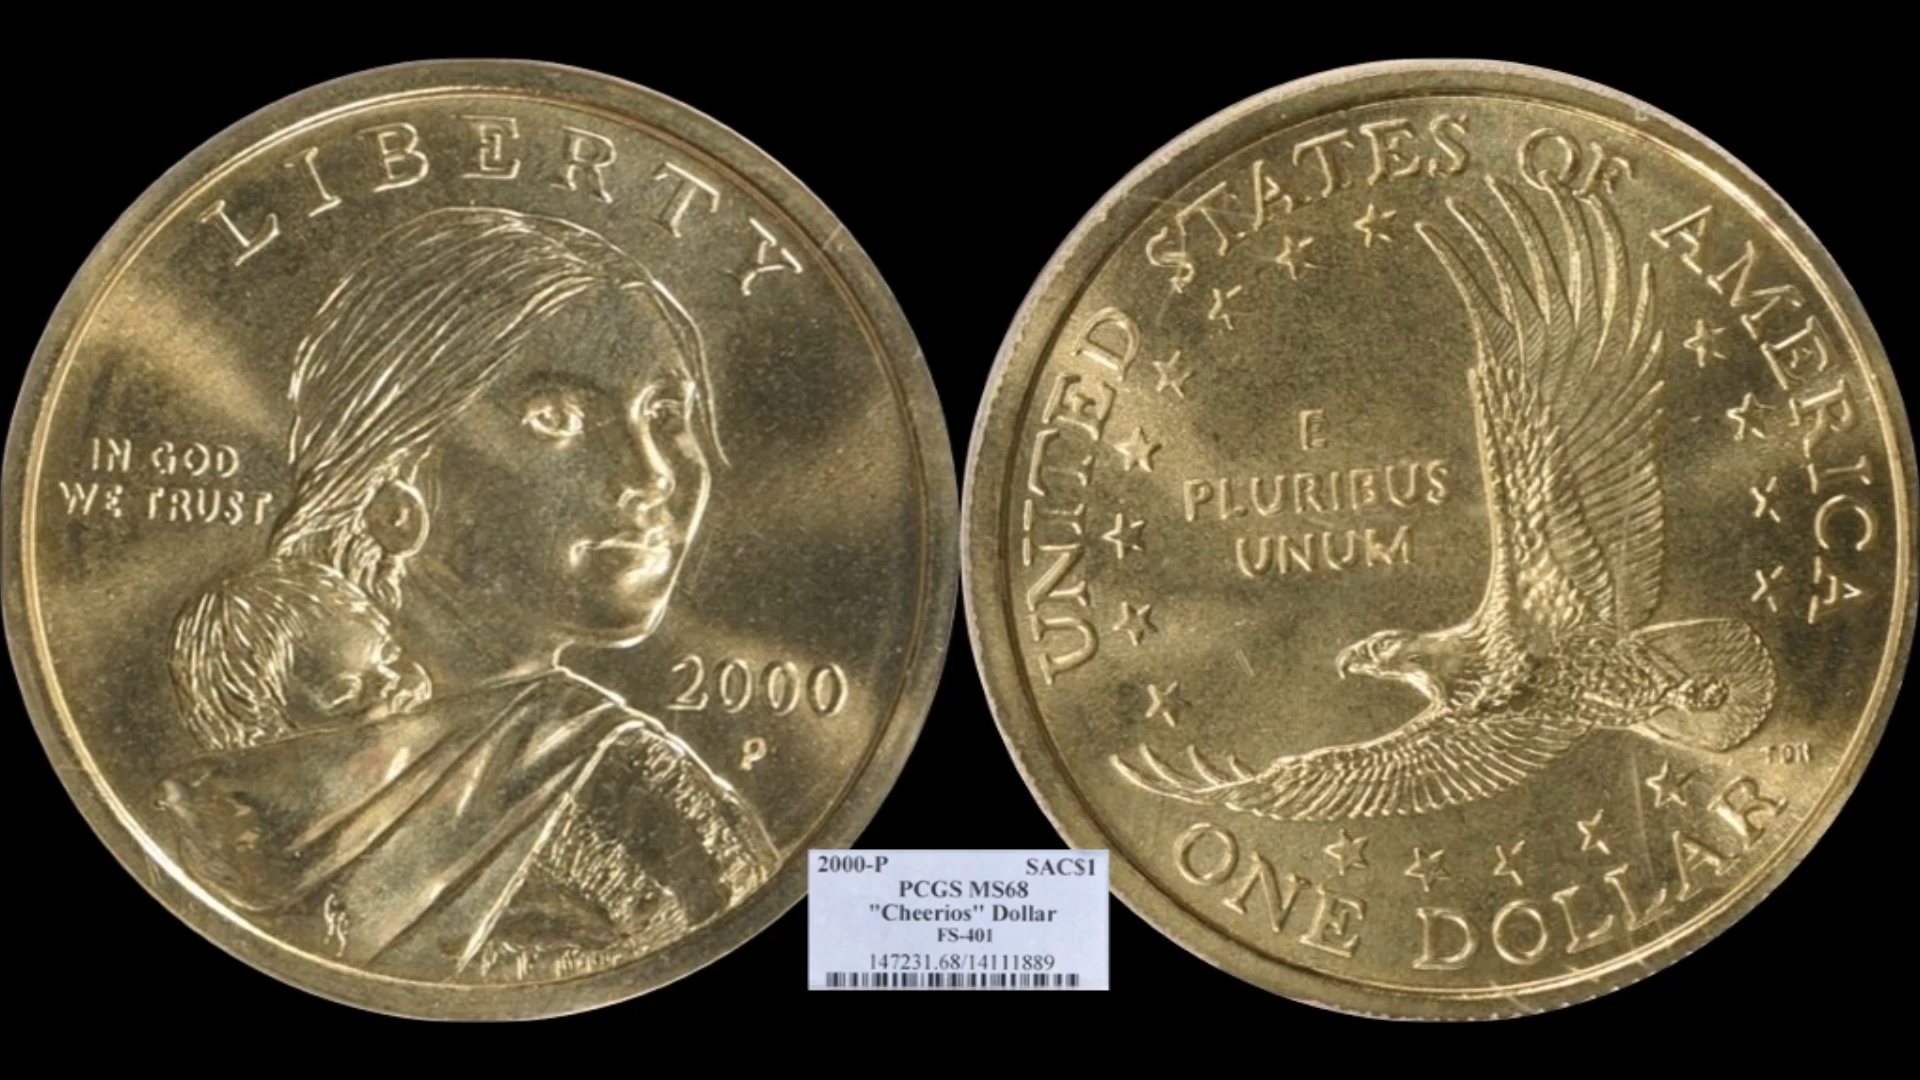 LIBERTY
IN GOD
WE TRUST
2000
P
UNITED STATES OF AMERICA
E
PLURIBUS
UNUM
TDR
ONE DOLLAR
2000-P SAC$1
PCGS MS68
"Cheerios" Dollar
FS-401
147231.68/14111889